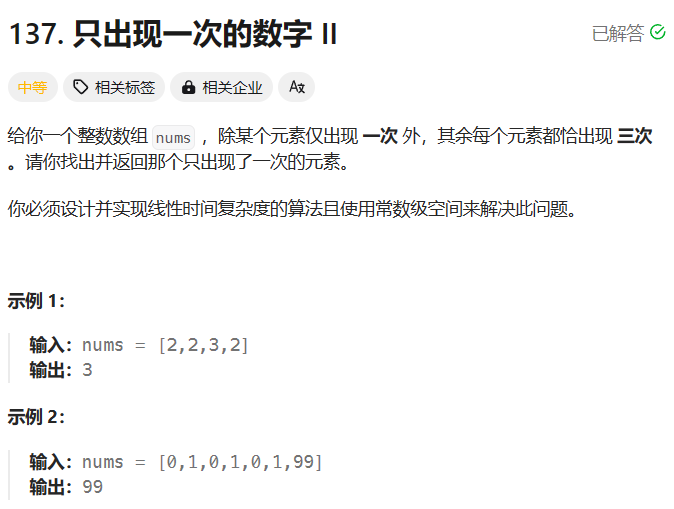 137. 只出现一次的数字 II
已解答
中等 相关标签 相关企业 Aあ
给你一个整数数组 nums ，除某个元素仅出现 一次 外，其余每个元素都恰出现 三次
。请你找出并返回那个只出现了一次的元素。
你必须设计并实现线性时间复杂度的算法且使用常数级空间来解决此问题。
示例 1：
输入：nums = [2,2,3,2]
输出：3
示例 2：
输入：nums = [0,1,0,1,0,1,99]
输出：99